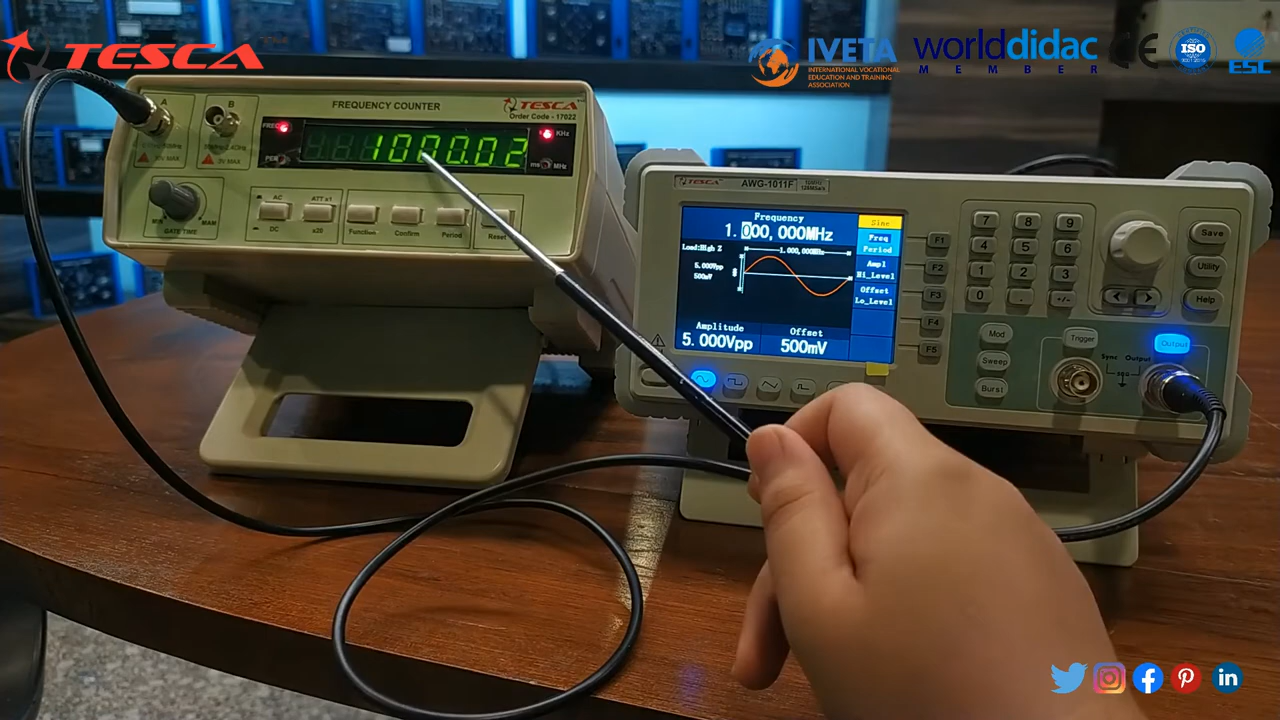 TESCA
IVETA
INTERNATIONAL VOCATIONAL
EDUCATION AND TRAINING
ASSOCIATION
worlddidac
MEMBER
CE
ISO
ESC
FREQUENCY COUNTER
TESCA
Order Code - 17022
A
B
1000.02
KHz
ms
MHz
AC
DC
ATT x1
x20
GATE TIME
Function
Confirm
Period
Reset
TESCA
AWG-1011F
Frequency
1.000,000MHz
Load:High Z
1.000,000MHz
5.000Vpp
500mV
Amplitude
5.000Vpp
Offset
500mV
Sine
Freq
Period
Ampl
Hi_Level
Offset
Lo_Level
F1
F2
F3
F4
F5
7
8
9
4
5
6
1
2
3
0
.
+/-
Save
Utility
Help
Mod
Sweep
Burst
Trigger
Output
Sync
Output
in